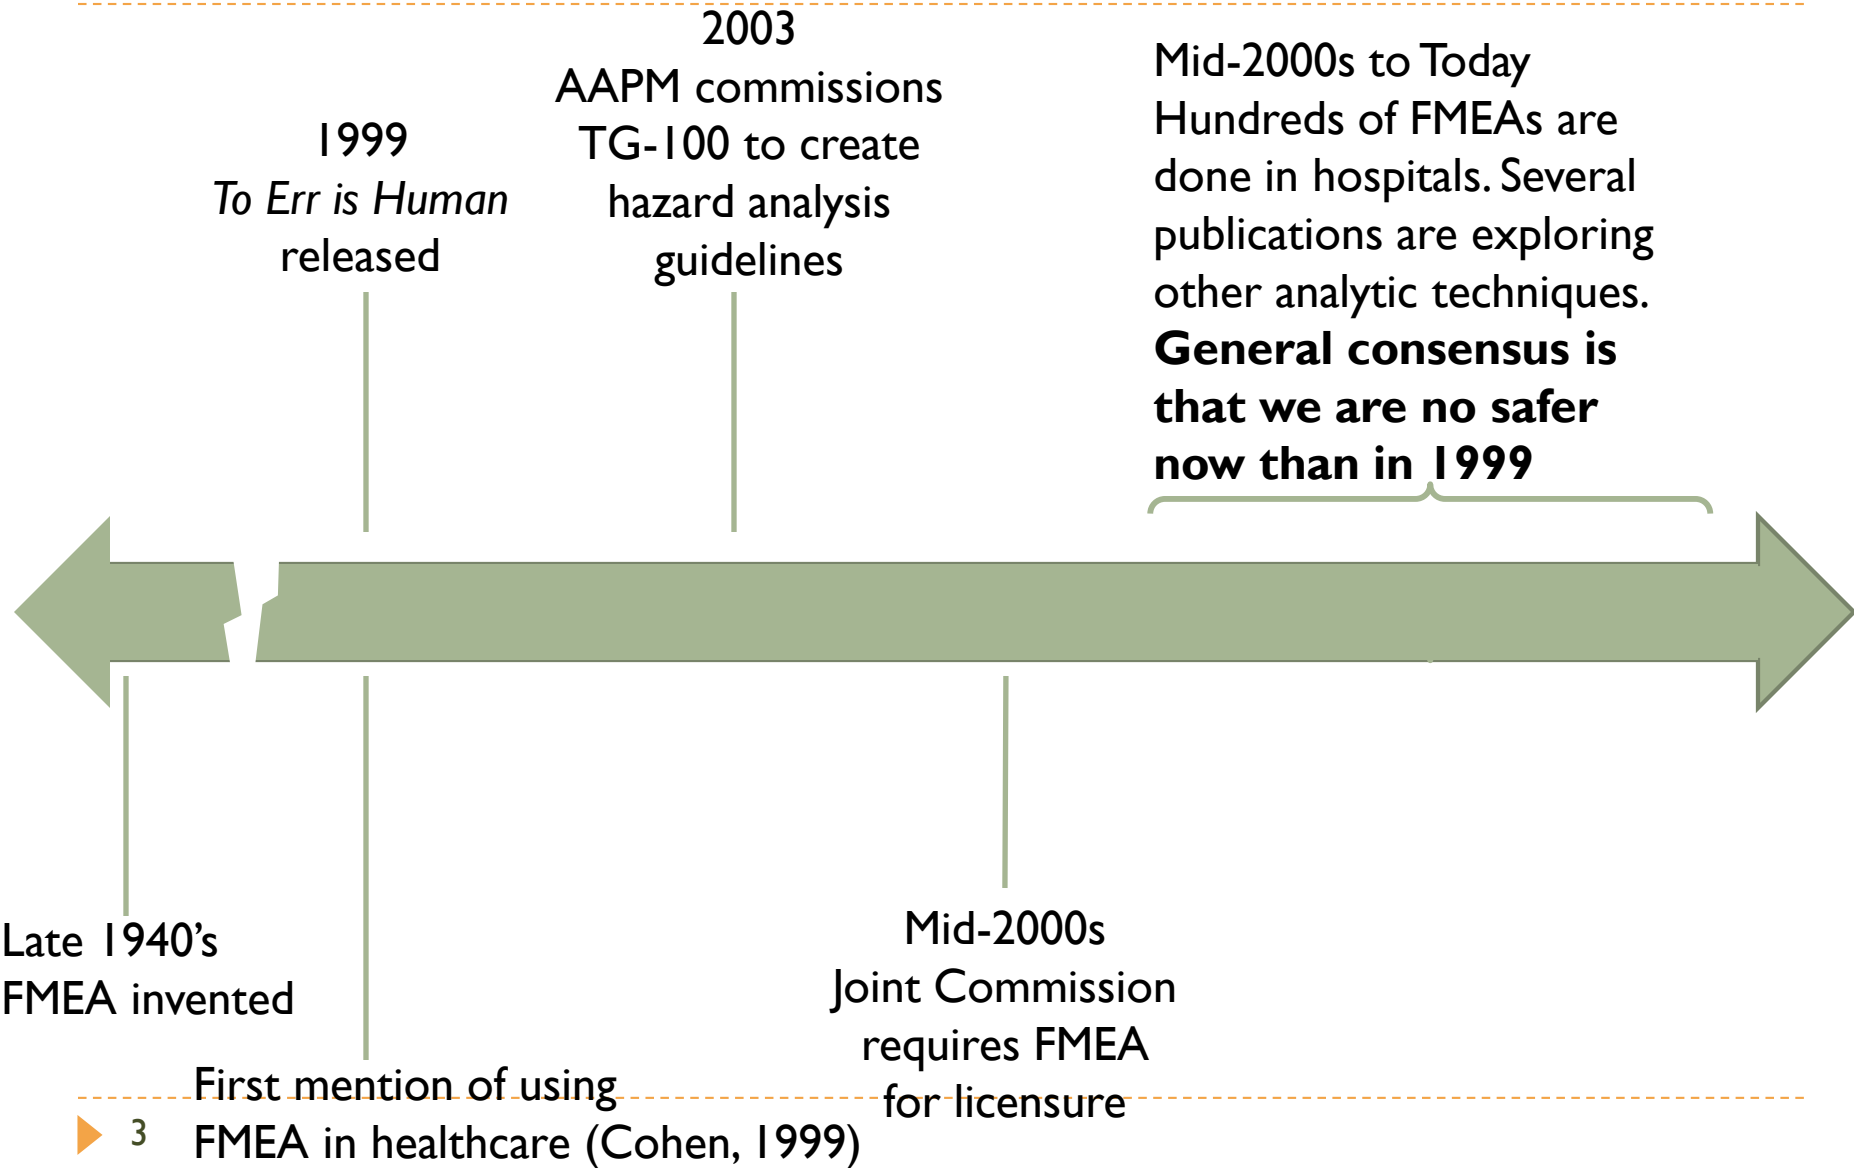 2003
AAPM commissions
TG-100 to create
hazard analysis
guidelines
1999
To Err is Human
released
Mid-2000s to Today
Hundreds of FMEAs are
done in hospitals. Several
publications are exploring
other analytic techniques.
General consensus is
that we are no safer
now than in 1999
Late 1940’s
FMEA invented
First mention of using
FMEA in healthcare (Cohen, 1999)
Mid-2000s
Joint Commission
requires FMEA
for licensure
3